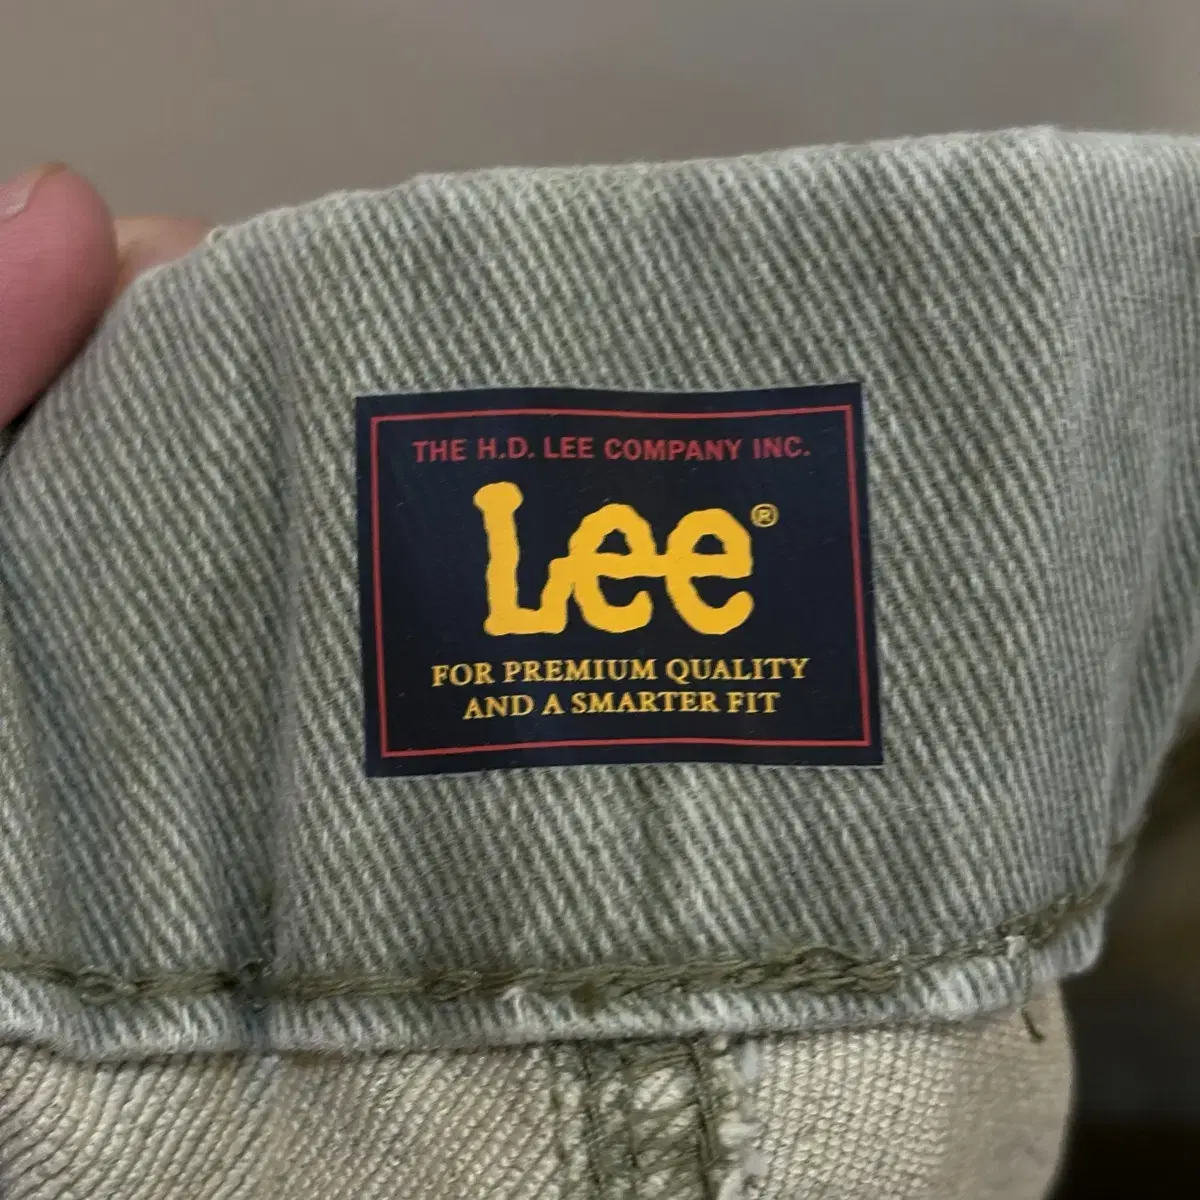 THE H.D. LEE COMPANY INC.
Lee®
FOR PREMIUM QUALITY
AND A SMARTER FIT